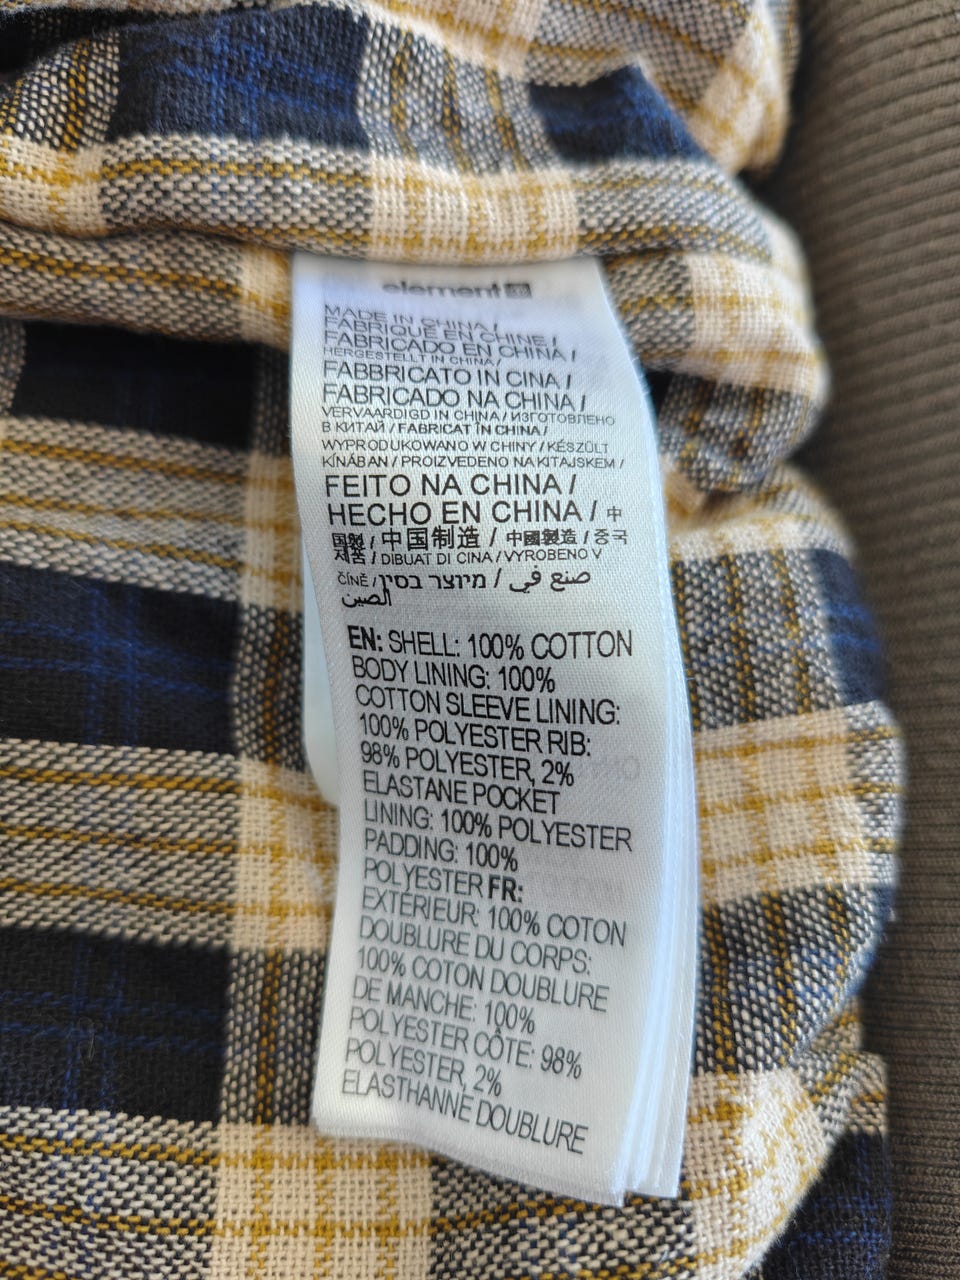 element
MADE IN CHINA /
FABRIQUÉ EN CHINE /
FABRICADO EN CHINA /
HERGESTELLT IN CHINA /
FABBRICATO IN CINA /
FABRICADO NA CHINA /
VERVAARDIGD IN CHINA / ИЗГОТОВЛЕНО
В КИТАЙ / FABRICAT ÎN CHINA /
WYPRODUKOWANO W CHINY / KÉSZÜLT
KÍNÁBAN / PROIZVEDENO NA KITAJSKEM /
FEITO NA CHINA /
HECHO EN CHINA / 中
国製 / 中国制造 / 中國製造 / 중국
제품 / DIBUAT DI CINA / VYROBENO V
ČÍNĚ / מיוצר בסין / صنع في
الصين
EN: SHELL: 100% COTTON
BODY LINING: 100%
COTTON SLEEVE LINING:
100% POLYESTER RIB:
98% POLYESTER, 2%
ELASTANE POCKET
LINING: 100% POLYESTER
PADDING: 100%
POLYESTER FR:
EXTÉRIEUR: 100% COTON
DOUBLURE DU CORPS:
100% COTON DOUBLURE
DE MANCHE: 100%
POLYESTER CÔTE: 98%
POLYESTER, 2%
ELASTHANNE DOUBLURE